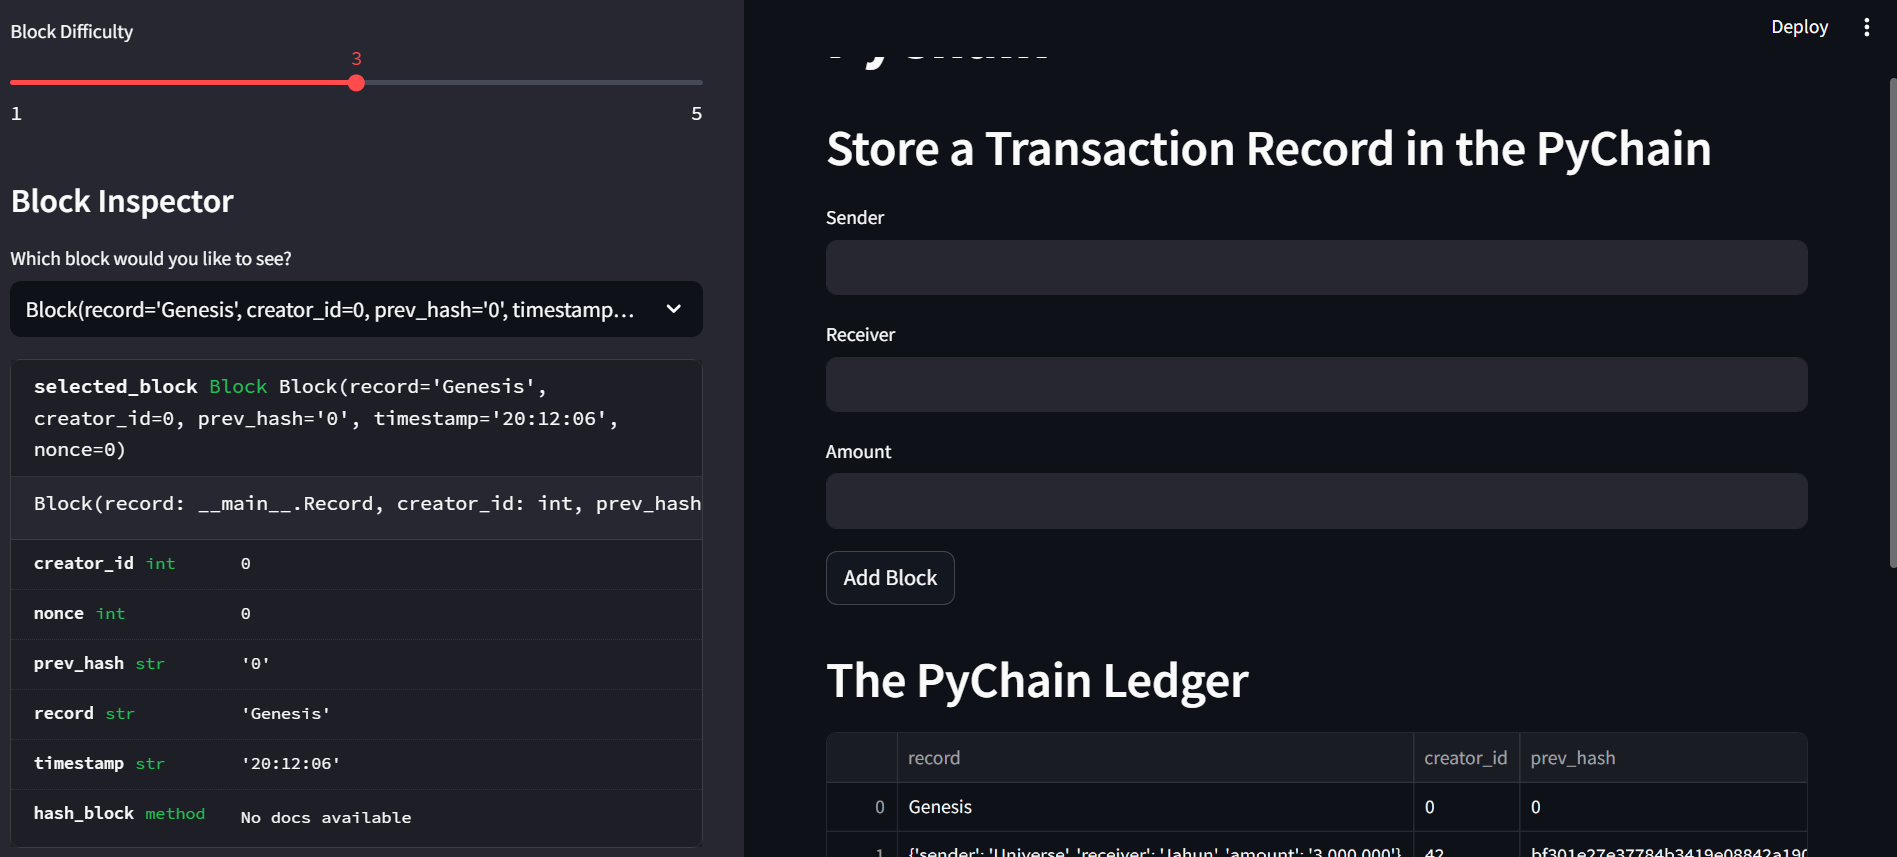 Block Difficulty
3
1
5
Block Inspector
Which block would you like to see?
Block(record='Genesis', creator_id=0, prev_hash='0', timestamp...
selected_block Block Block(record='Genesis',
creator_id=0, prev_hash='0', timestamp='20:12:06',
nonce=0)
Block(record: __main__.Record, creator_id: int, prev_hash
creator_id int 0
nonce int 0
prev_hash str '0'
record str 'Genesis'
timestamp str '20:12:06'
hash_block method No docs available
Deploy
PyChain
Store a Transaction Record in the PyChain
Sender
Receiver
Amount
Add Block
The PyChain Ledger
record creator_id prev_hash
0 Genesis 0 0
1 {'sender': 'Universe', 'receiver': 'Jahun', 'amount': '3,000,000'} 42